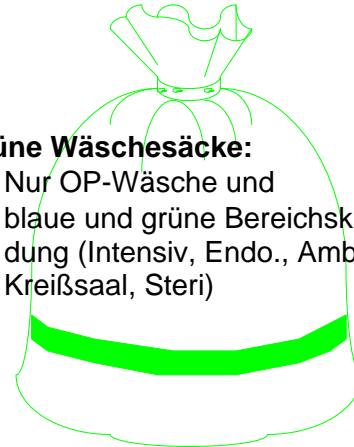 üne Wäschesäcke:
Nur OP-Wäsche und
blaue und grüne Bereichsk
dung (Intensiv, Endo., Amb
Kreißsaal, Steri)